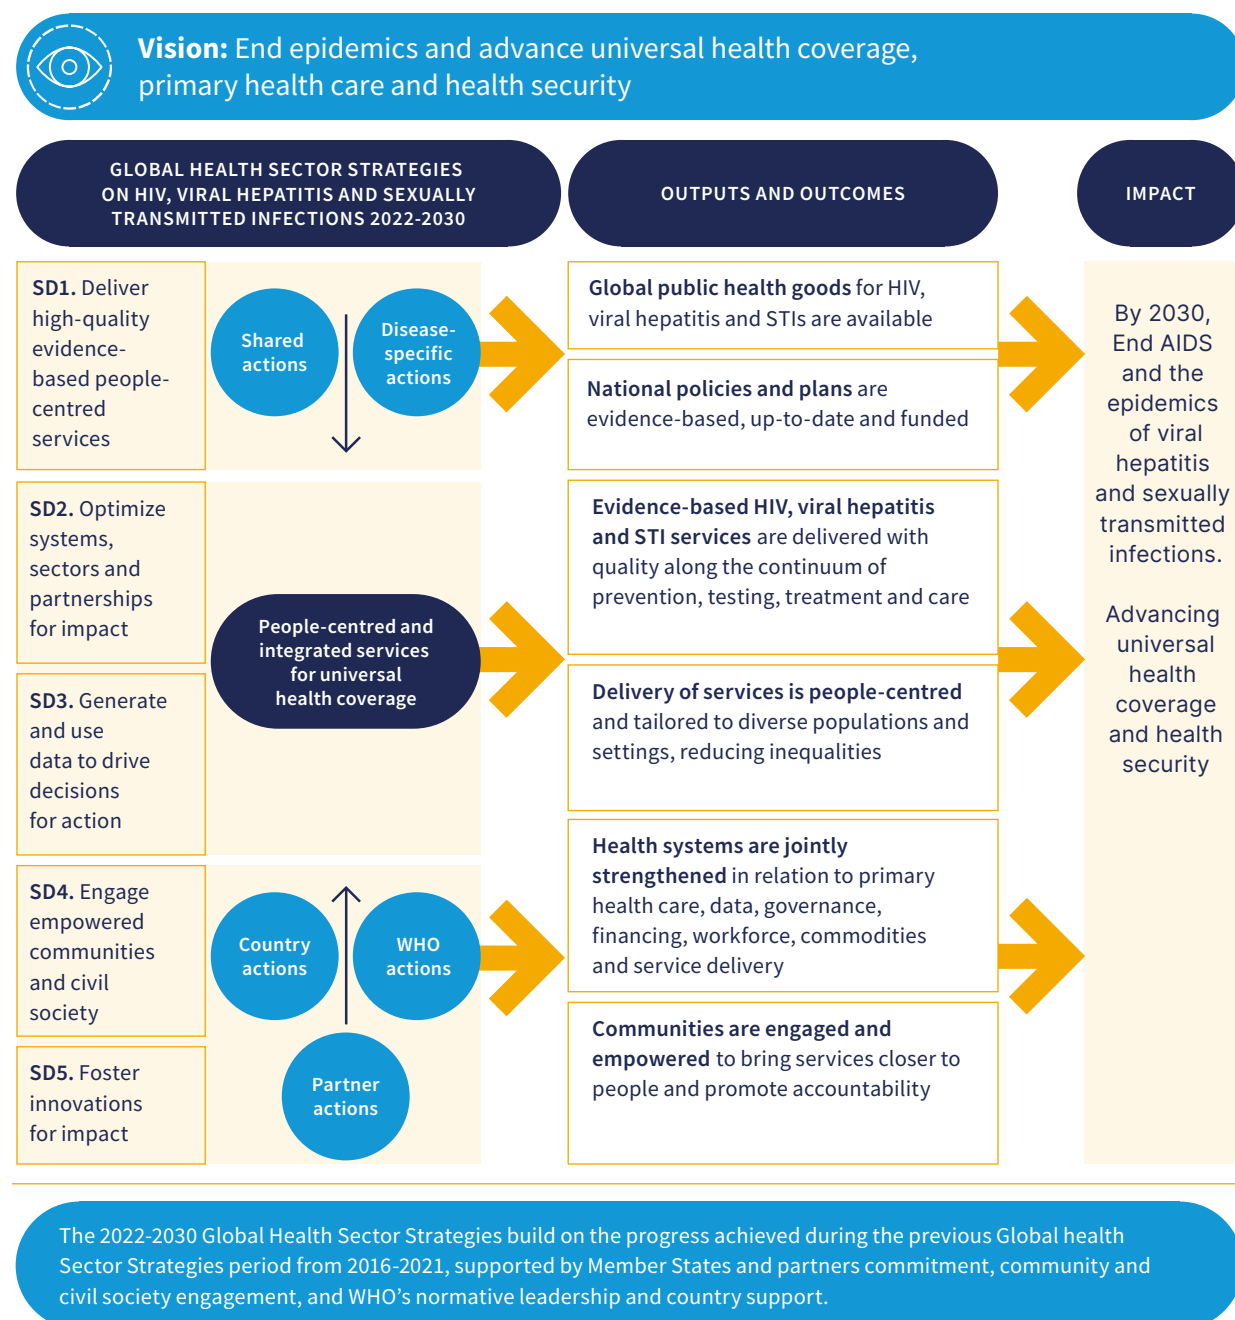 Vision: End epidemics and advance universal health coverage,
primary health care and health security
GLOBAL HEALTH SECTOR STRATEGIES
ON HIV, VIRAL HEPATITIS AND SEXUALLY
TRANSMITTED INFECTIONS 2022-2030
OUTPUTS AND OUTCOMES
IMPACT
SD1. Deliver
high-quality
evidence-
based people-
centred
services
SD2. Optimize
systems,
sectors and
partnerships
for impact
SD3. Generate
and use
data to drive
decisions
for action
SD4. Engage
empowered
communities
and civil
society
SD5. Foster
innovations
for impact
Shared
actions
Disease-
specific
actions
People-centred and
integrated services
for universal
health coverage
Country
actions
WHO
actions
Partner
actions
Global public health goods for HIV,
viral hepatitis and STIs are available
National policies and plans are
evidence-based, up-to-date and funded
Evidence-based HIV, viral hepatitis
and STI services are delivered with
quality along the continuum of
prevention, testing, treatment and care
Delivery of services is people-centred
and tailored to diverse populations and
settings, reducing inequalities
Health systems are jointly
strengthened in relation to primary
health care, data, governance,
financing, workforce, commodities
and service delivery
Communities are engaged and
empowered to bring services closer to
people and promote accountability
By 2030,
End AIDS
and the
epidemics
of viral
hepatitis
and sexually
transmitted
infections.
Advancing
universal
health
coverage
and health
security
The 2022-2030 Global Health Sector Strategies build on the progress achieved during the previous Global health
Sector Strategies period from 2016-2021, supported by Member States and partners commitment, community and
civil society engagement, and WHO's normative leadership and country support.